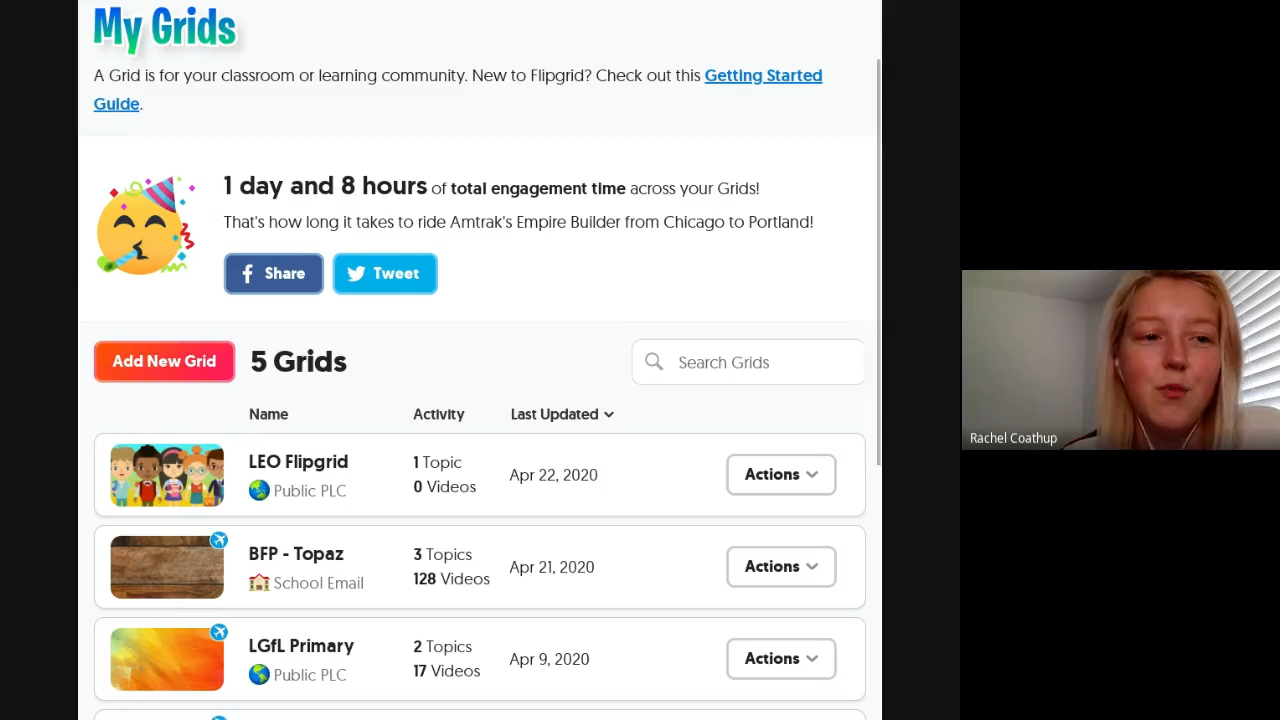 My Grids
A Grid is for your classroom or learning community. New to Flipgrid? Check out this Getting Started
Guide.
1 day and 8 hours of total engagement time across your Grids!
That's how long it takes to ride Amtrak's Empire Builder from Chicago to Portland!
Share Tweet
Add New Grid 5 Grids Search Grids
Name Activity Last Updated
LEO Flipgrid
Public PLC
1 Topic
0 Videos
Apr 22, 2020
Actions
BFP - Topaz
School Email
3 Topics
128 Videos
Apr 21, 2020
Actions
LGfL Primary
Public PLC
2 Topics
17 Videos
Apr 9, 2020
Actions
Rachel Coathup